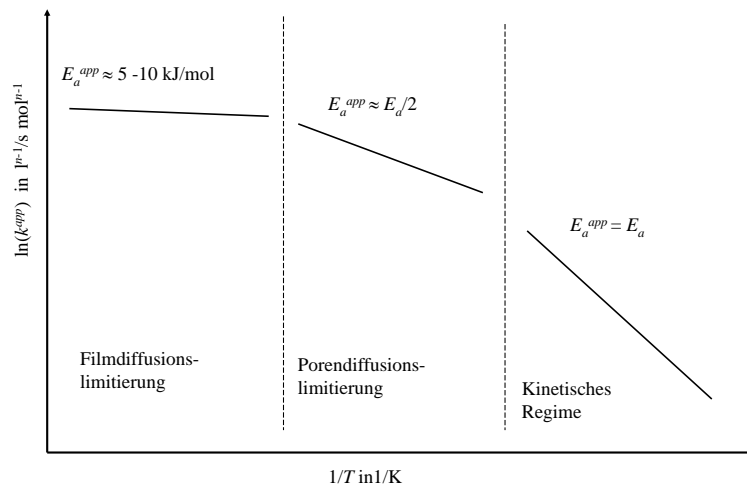 E_a^app ≈ 5 -10 kJ/mol
E_a^app ≈ E_a/2
E_a^app = E_a
ln(k^app) in l^n-1/s mol^n-1
Filmdiffusions-
limitierung
Porendiffusions-
limitierung
Kinetisches
Regime
1/T in1/K